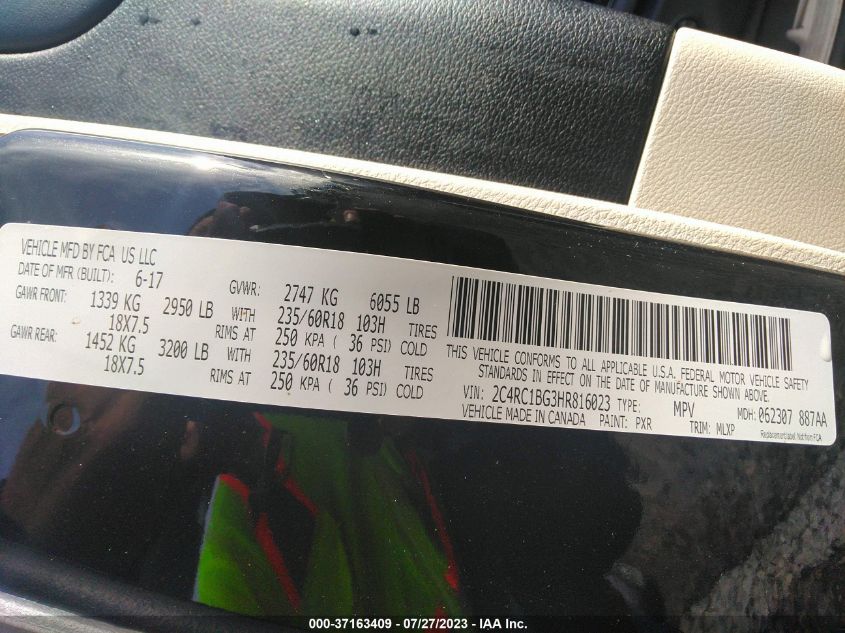 VEHICLE MFD BY FCA US LLC
DATE OF MFR (BUILT): 6-17 GVWR: 2747 KG 6055 LB
GAWR FRONT: 1339 KG 2950 LB WITH 235/60R18 103H TIRES
18X7.5 RIMS AT 250 KPA ( 36 PSI) COLD
GAWR REAR: 1452 KG 3200 LB WITH 235/60R18 103H TIRES
18X7.5 RIMS AT 250 KPA ( 36 PSI) COLD
THIS VEHICLE CONFORMS TO ALL APPLICABLE U.S.A. FEDERAL MOTOR VEHICLE SAFETY
STANDARDS IN EFFECT ON THE DATE OF MANUFACTURE SHOWN ABOVE.
VIN: 2C4RC1BG3HR816023 TYPE: MPV MDH: 062307 887AA
VEHICLE MADE IN CANADA PAINT: PXR TRIM: MLXP
Replacement label. Not from FCA
000-37163409 - 07/27/2023 - IAA Inc.